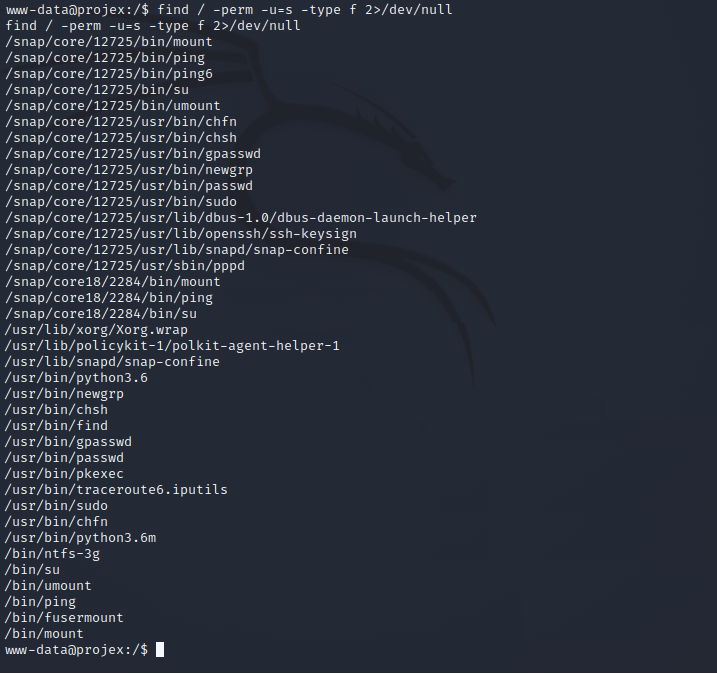 www-data@projex:/$ find / -perm -u=s -type f 2>/dev/null
find / -perm -u=s -type f 2>/dev/null
/snap/core/12725/bin/mount
/snap/core/12725/bin/ping
/snap/core/12725/bin/ping6
/snap/core/12725/bin/su
/snap/core/12725/bin/umount
/snap/core/12725/usr/bin/chfn
/snap/core/12725/usr/bin/chsh
/snap/core/12725/usr/bin/gpasswd
/snap/core/12725/usr/bin/newgrp
/snap/core/12725/usr/bin/passwd
/snap/core/12725/usr/bin/sudo
/snap/core/12725/usr/lib/dbus-1.0/dbus-daemon-launch-helper
/snap/core/12725/usr/lib/openssh/ssh-keysign
/snap/core/12725/usr/lib/snapd/snap-confine
/snap/core/12725/usr/sbin/pppd
/snap/core18/2284/bin/mount
/snap/core18/2284/bin/ping
/snap/core18/2284/bin/su
/usr/lib/xorg/Xorg.wrap
/usr/lib/policykit-1/polkit-agent-helper-1
/usr/lib/snapd/snap-confine
/usr/bin/python3.6
/usr/bin/newgrp
/usr/bin/chsh
/usr/bin/find
/usr/bin/gpasswd
/usr/bin/passwd
/usr/bin/pkexec
/usr/bin/traceroute6.iputils
/usr/bin/sudo
/usr/bin/chfn
/usr/bin/python3.6m
/bin/ntfs-3g
/bin/su
/bin/umount
/bin/ping
/bin/fusermount
/bin/mount
www-data@projex:/$